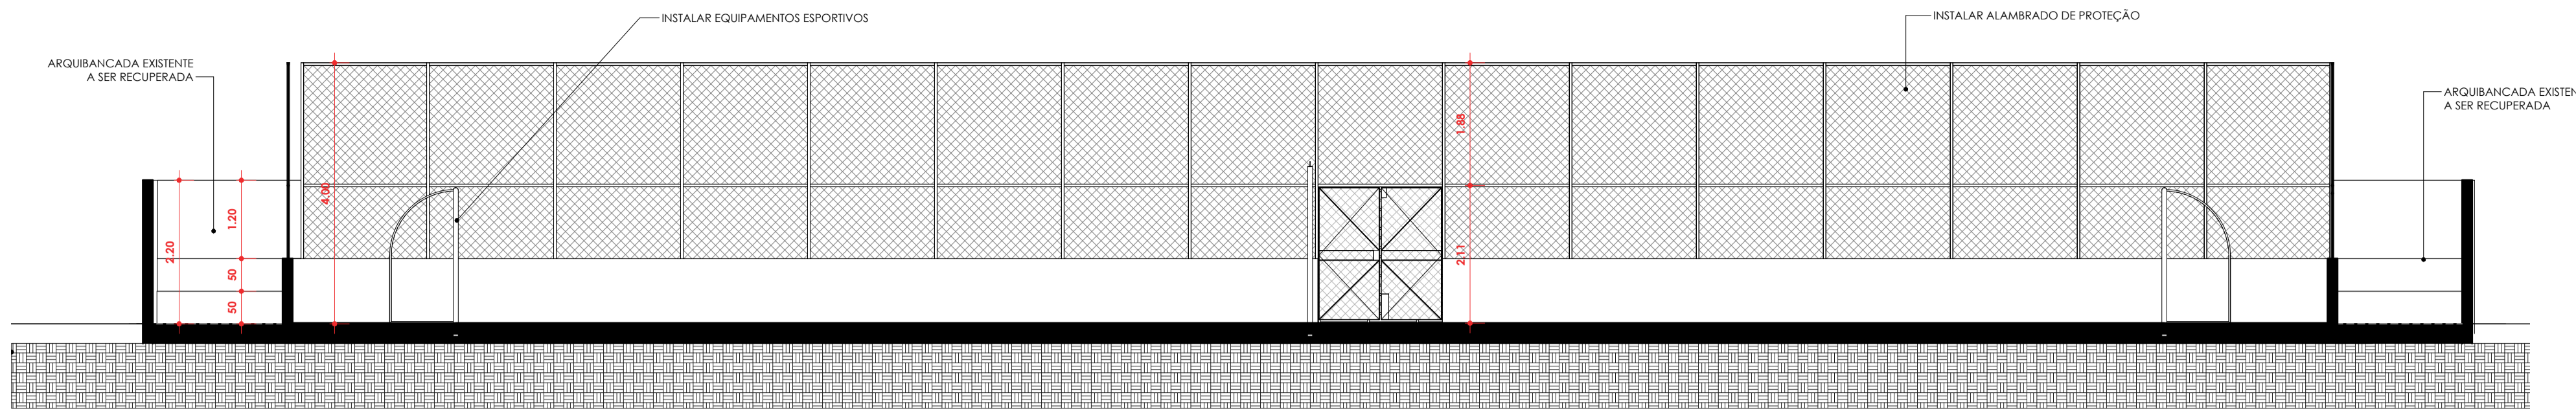 INSTALAR EQUIPAMENTOS ESPORTIVOS
INSTALAR ALAMBRADO DE PROTEÇÃO
ARQUIBANCADA EXISTENTE
A SER RECUPERADA
ARQUIBANCADA EXISTEN
A SER RECUPERADA
4.00
1.88
1.20
2.20
2.11
50
50